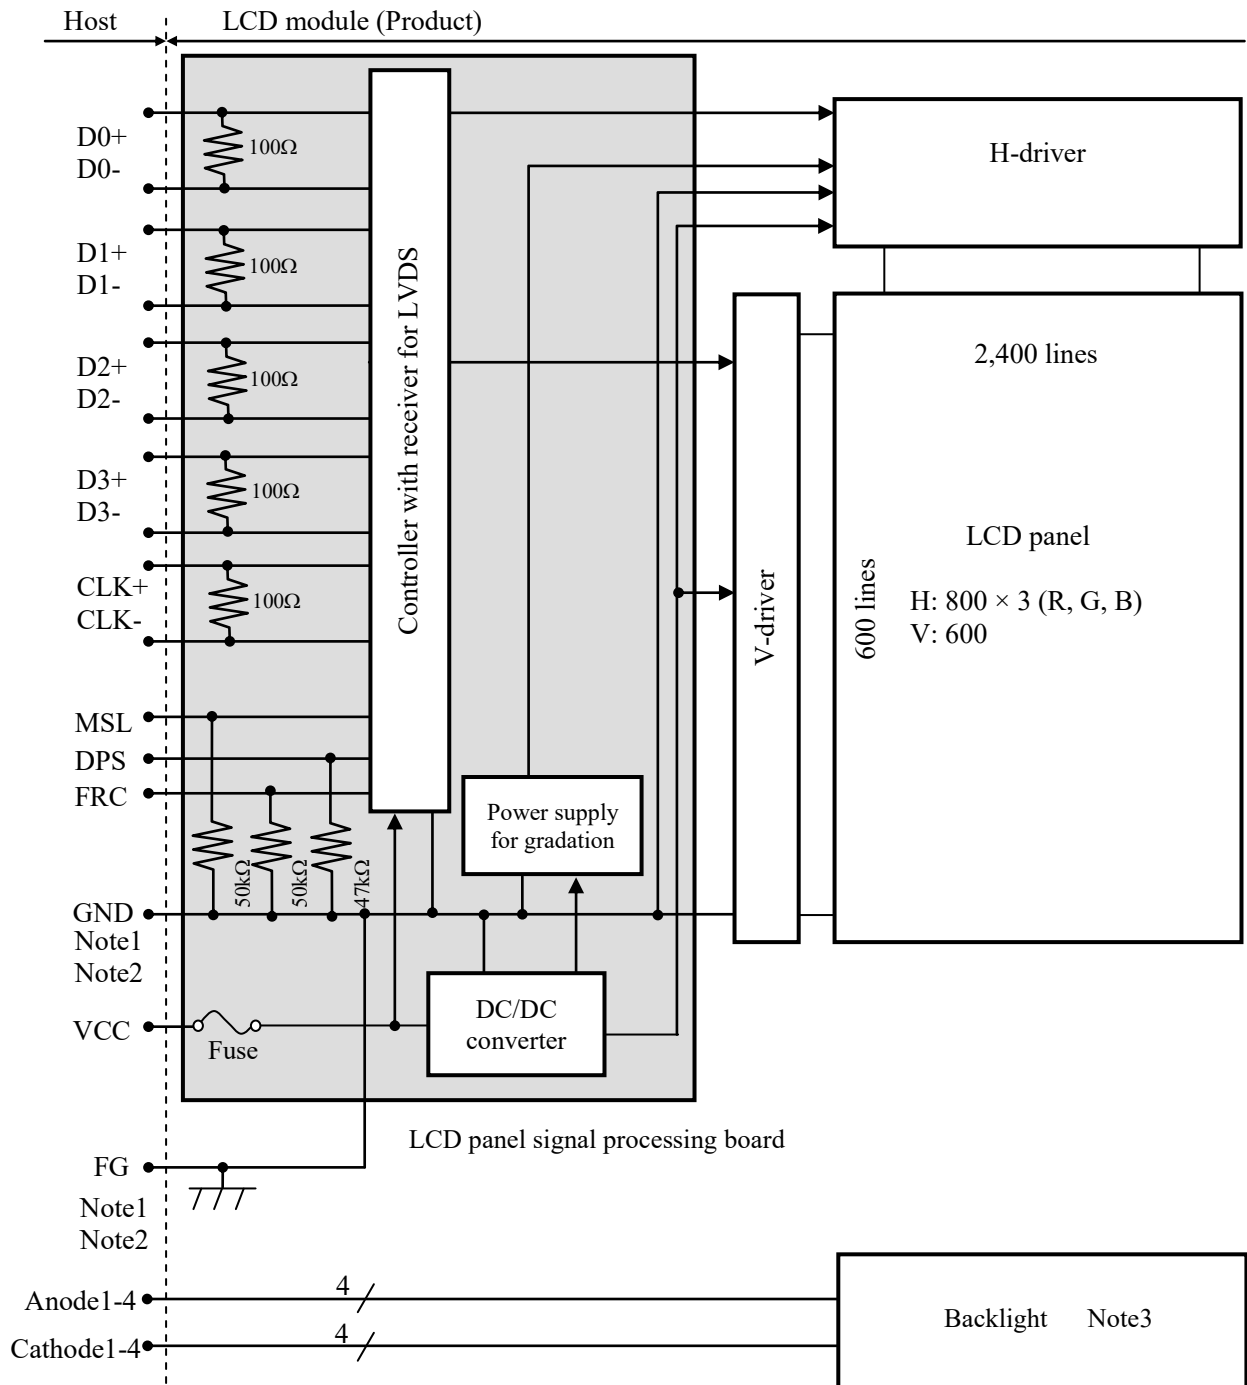 Host
LCD module (Product)
D0+
D0-
100Ω
D1+
D1-
100Ω
D2+
D2-
100Ω
D3+
D3-
100Ω
CLK+
CLK-
100Ω
MSL
DPS
FRC
50kΩ
50kΩ
47kΩ
GND
Note1
Note2
VCC
Fuse
FG
Note1
Note2
Controller with receiver for LVDS
Power supply
for gradation
DC/DC
converter
LCD panel signal processing board
H-driver
V-driver
2,400 lines
600 lines
LCD panel
H: 800 × 3 (R, G, B)
V: 600
Anode1-4
4
Cathode1-4
4
Backlight Note3